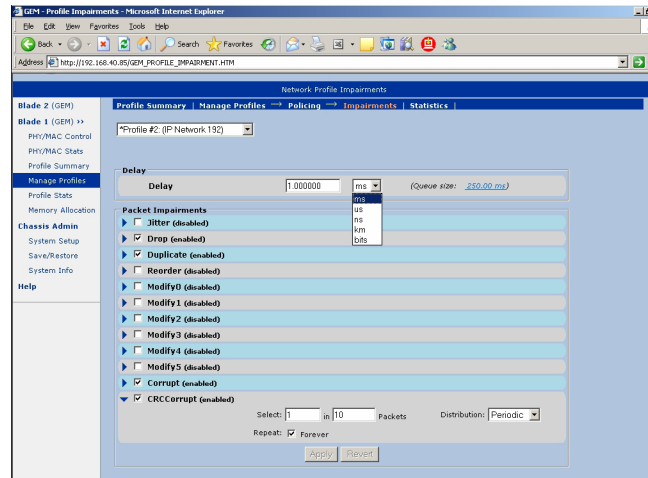 GEM - Profile Impairments - Microsoft Internet Explorer
File Edit View Favorites Tools Help
Back Search Favorites
Address http://192.168.40.85/GEM_PROFILE_IMPAIRMENT.HTM
Network Profile Impairments
Blade 2 (GEM)
Profile Summary | Manage Profiles → Policing → Impairments | Statistics |
Blade 1 (GEM) ››
PHY/MAC Control
PHY/MAC Stats
Profile Summary
Manage Profiles
Profile Stats
Memory Allocation
Chassis Admin
System Setup
Save/Restore
System Info
Help
*Profile #2: (IP Network 192)
Delay
Delay 1.000000 ms (Queue size: 250.00 ms)
ms
us
ns
km
bits
Packet Impairments
Jitter (disabled)
Drop (enabled)
Duplicate (enabled)
Reorder (disabled)
Modify0 (disabled)
Modify1 (disabled)
Modify2 (disabled)
Modify3 (disabled)
Modify4 (disabled)
Modify5 (disabled)
Corrupt (enabled)
CRCCorrupt (enabled)
Select: 1 in 10 Packets Distribution: Periodic
Repeat: Forever
Apply Revert